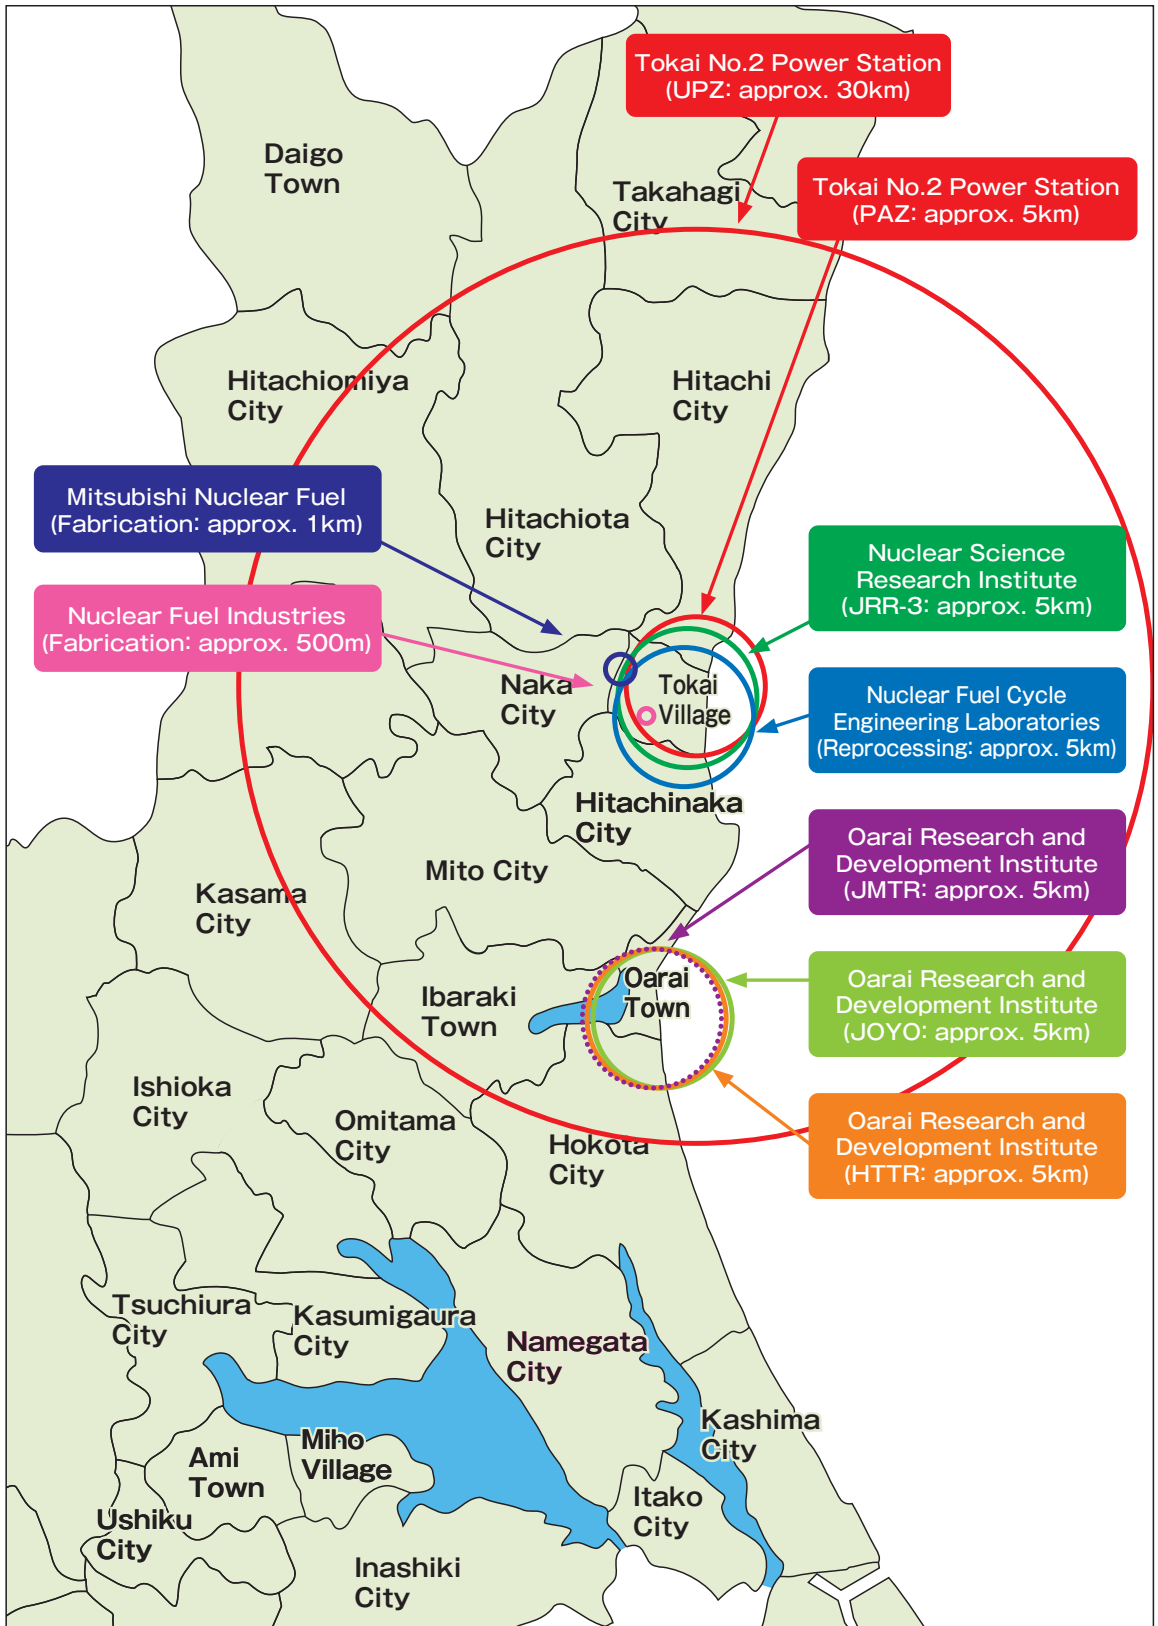 Tokai No.2 Power Station
(UPZ: approx. 30km)
Daigo
Town
Takahagi
City
Tokai No.2 Power Station
(PAZ: approx. 5km)
Hitachiomiya
City
Hitachi
City
Mitsubishi Nuclear Fuel
(Fabrication: approx. 1km)
Hitachiota
City
Nuclear Science
Research Institute
(JRR-3: approx. 5km)
Nuclear Fuel Industries
(Fabrication: approx. 500m)
Naka
City
Tokai
Village
Nuclear Fuel Cycle
Engineering Laboratories
(Reprocessing: approx. 5km)
Hitachinaka
City
Mito City
Oarai Research and
Development Institute
(JMTR: approx. 5km)
Kasama
City
Ibaraki
Town
Oarai
Town
Oarai Research and
Development Institute
(JOYO: approx. 5km)
Ishioka
City
Omitama
City
Hokota
City
Oarai Research and
Development Institute
(HTTR: approx. 5km)
Tsuchiura
City
Kasumigaura
City
Namegata
City
Kashima
City
Ami
Town
Miho
Village
Itako
City
Ushiku
City
Inashiki
City